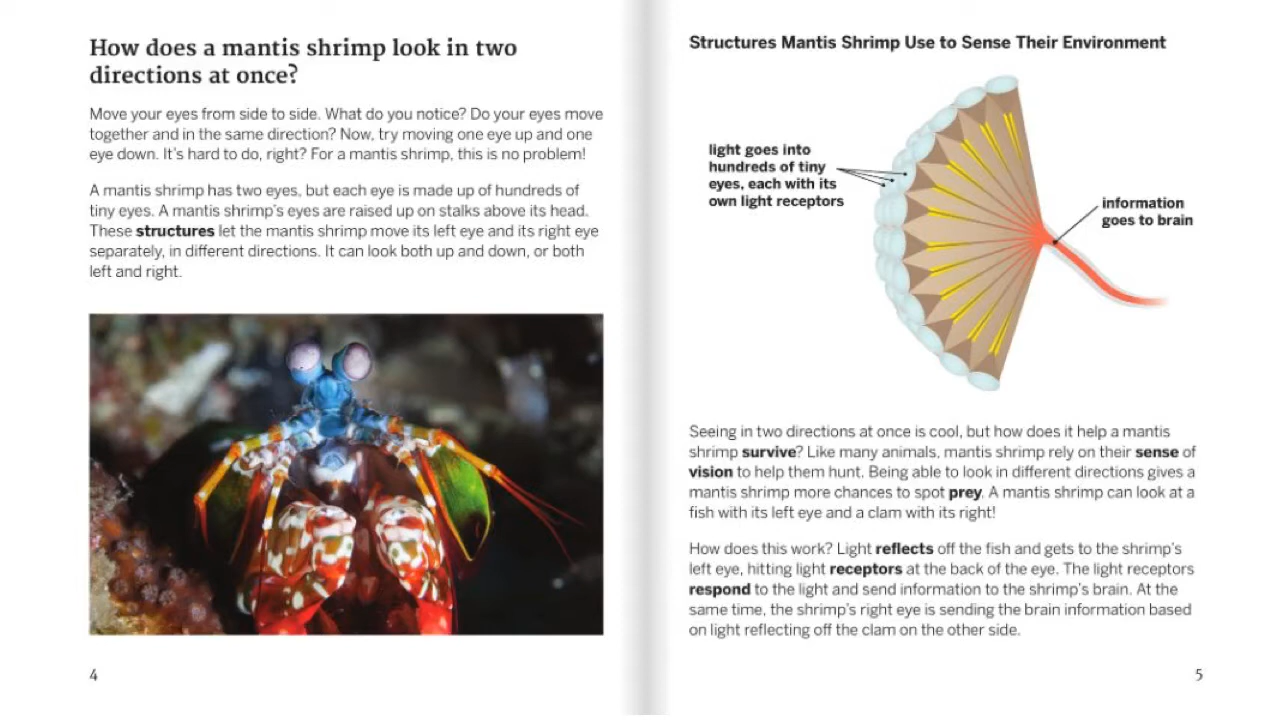 How does a mantis shrimp look in two
directions at once?
Move your eyes from side to side. What do you notice? Do your eyes move
together and in the same direction? Now, try moving one eye up and one
eye down. It's hard to do, right? For a mantis shrimp, this is no problem!
A mantis shrimp has two eyes, but each eye is made up of hundreds of
tiny eyes. A mantis shrimp's eyes are raised up on stalks above its head.
These structures let the mantis shrimp move its left eye and its right eye
separately, in different directions. It can look both up and down, or both
left and right.
4
Structures Mantis Shrimp Use to Sense Their Environment
light goes into
hundreds of tiny
eyes, each with its
own light receptors
information
goes to brain
Seeing in two directions at once is cool, but how does it help a mantis
shrimp survive? Like many animals, mantis shrimp rely on their sense of
vision to help them hunt. Being able to look in different directions gives a
mantis shrimp more chances to spot prey. A mantis shrimp can look at a
fish with its left eye and a clam with its right!
How does this work? Light reflects off the fish and gets to the shrimp's
left eye, hitting light receptors at the back of the eye. The light receptors
respond to the light and send information to the shrimp's brain. At the
same time, the shrimp's right eye is sending the brain information based
on light reflecting off the clam on the other side.
5